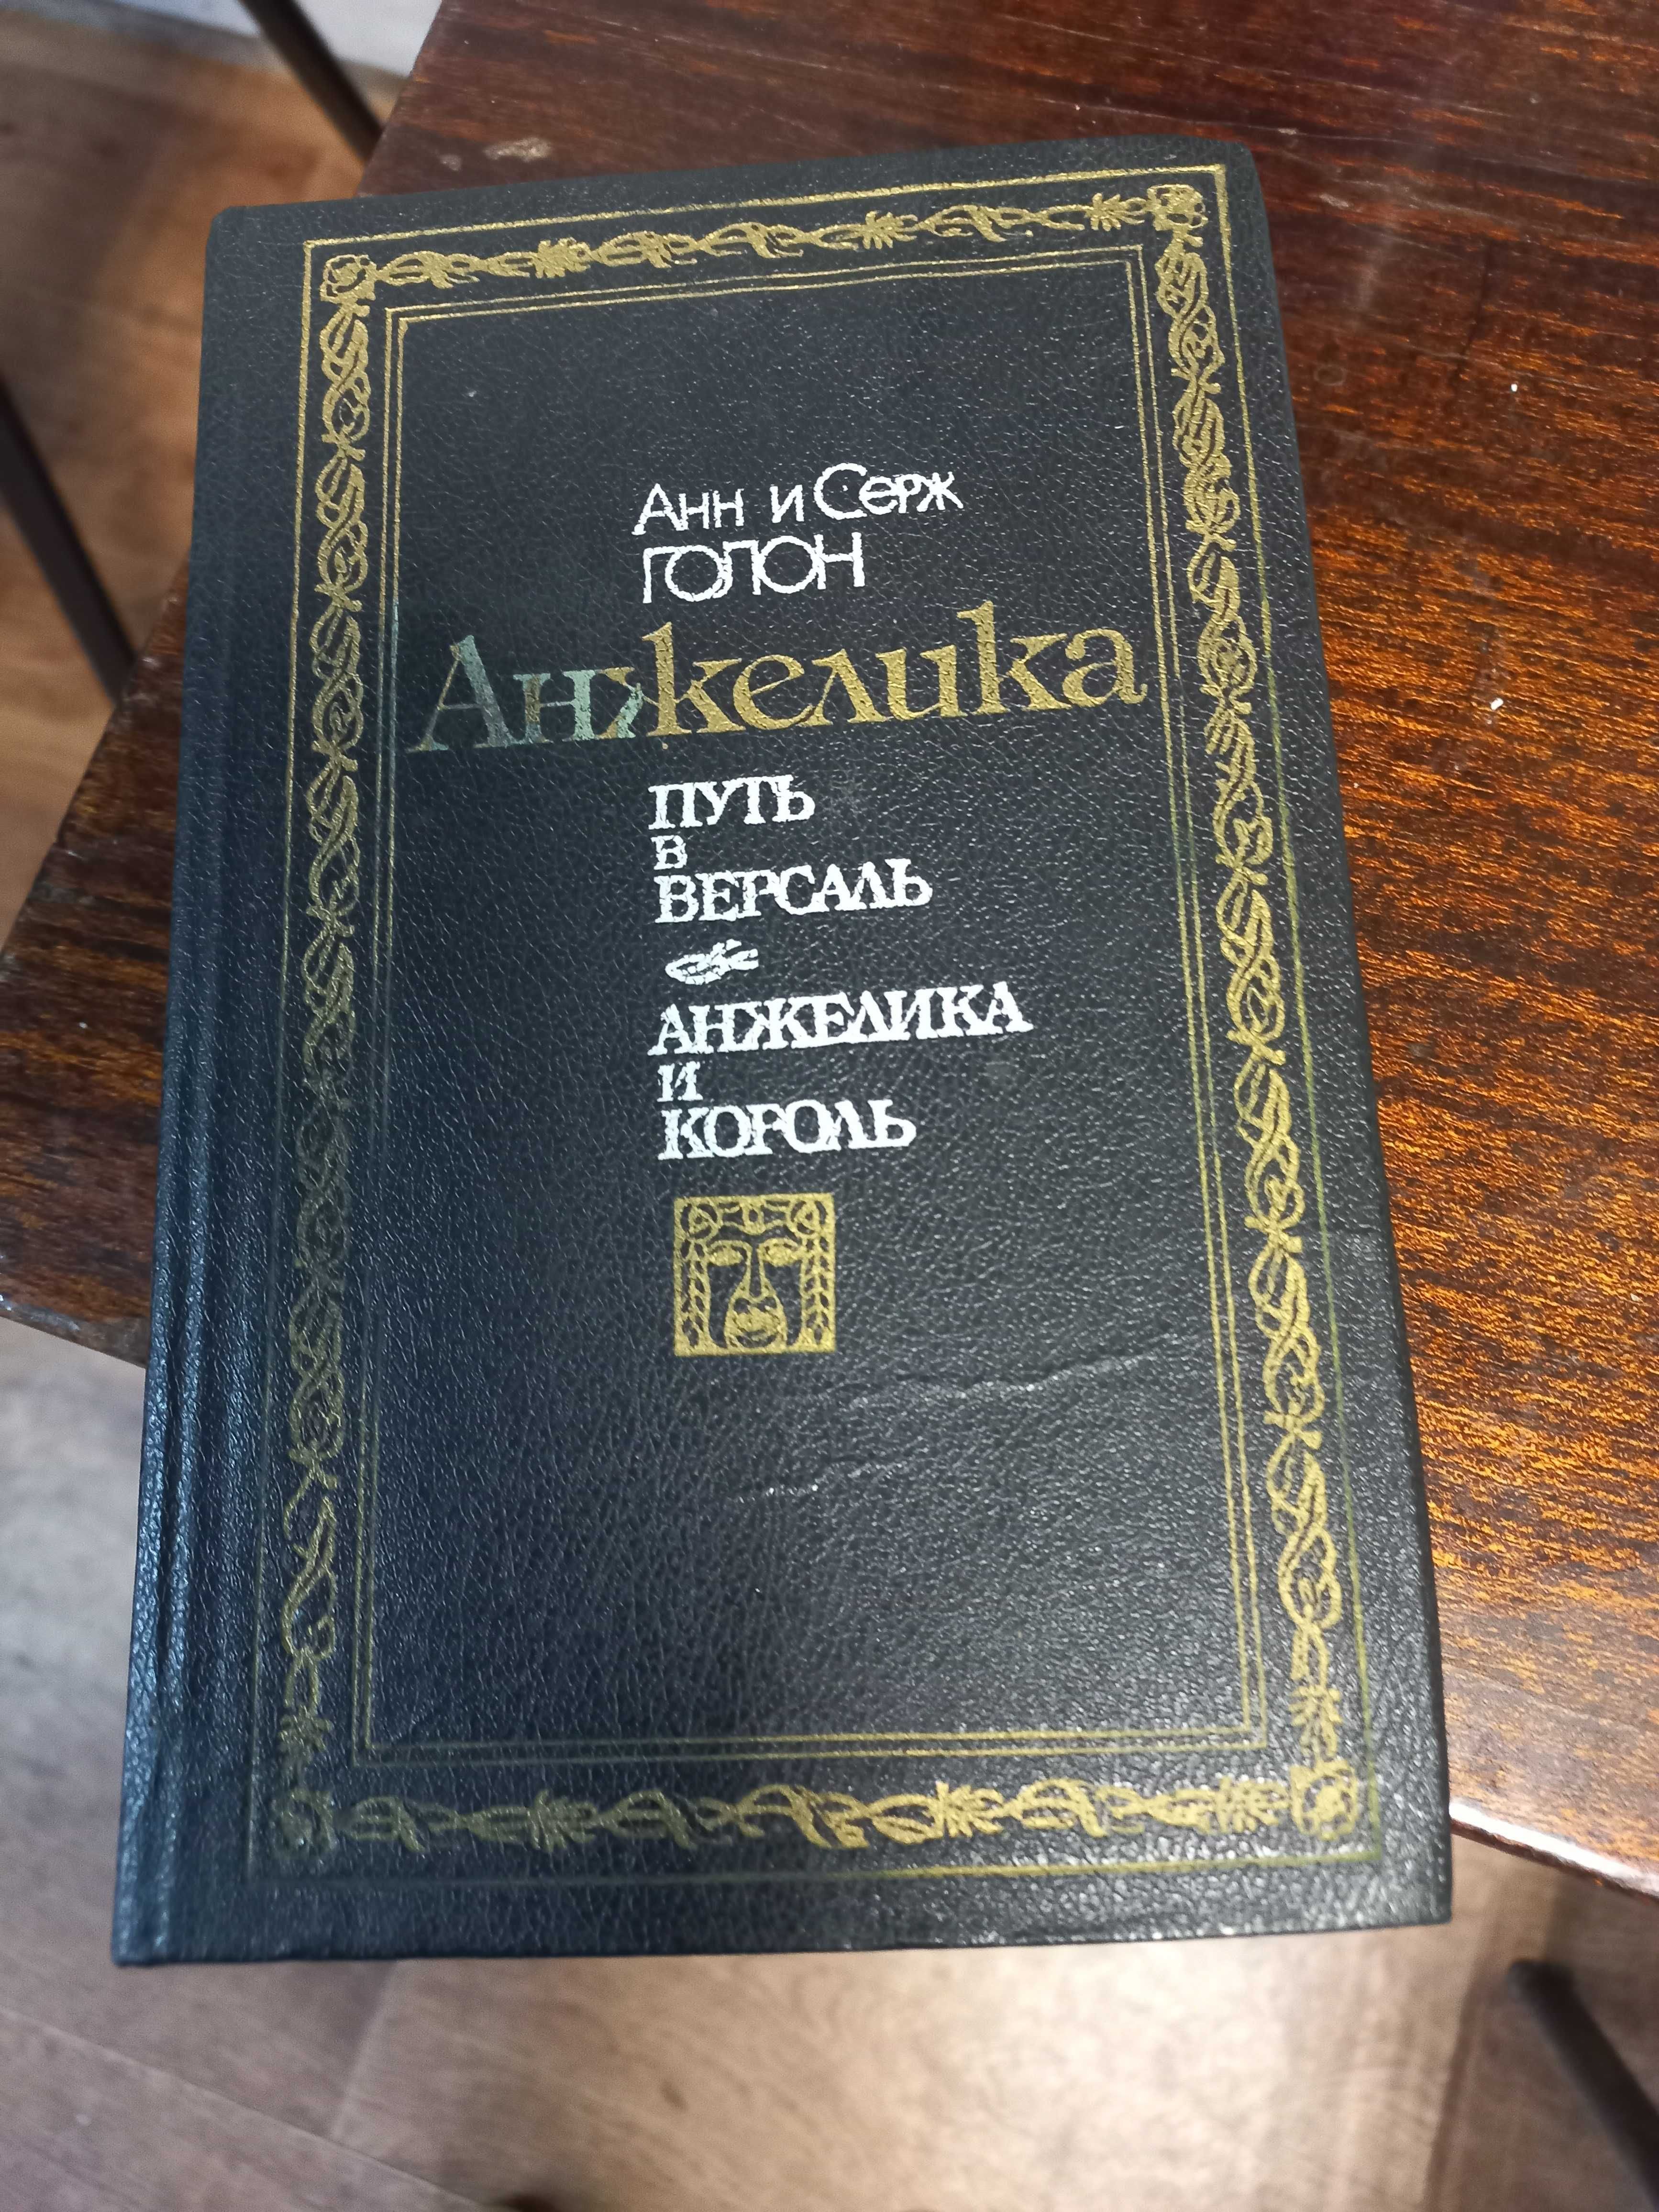 Анн и Серж
ГОЛОН
Анжелика
ПУТЬ
В
ВЕРСАЛЬ
АНЖЕЛИКА
И
КОРОЛЬ